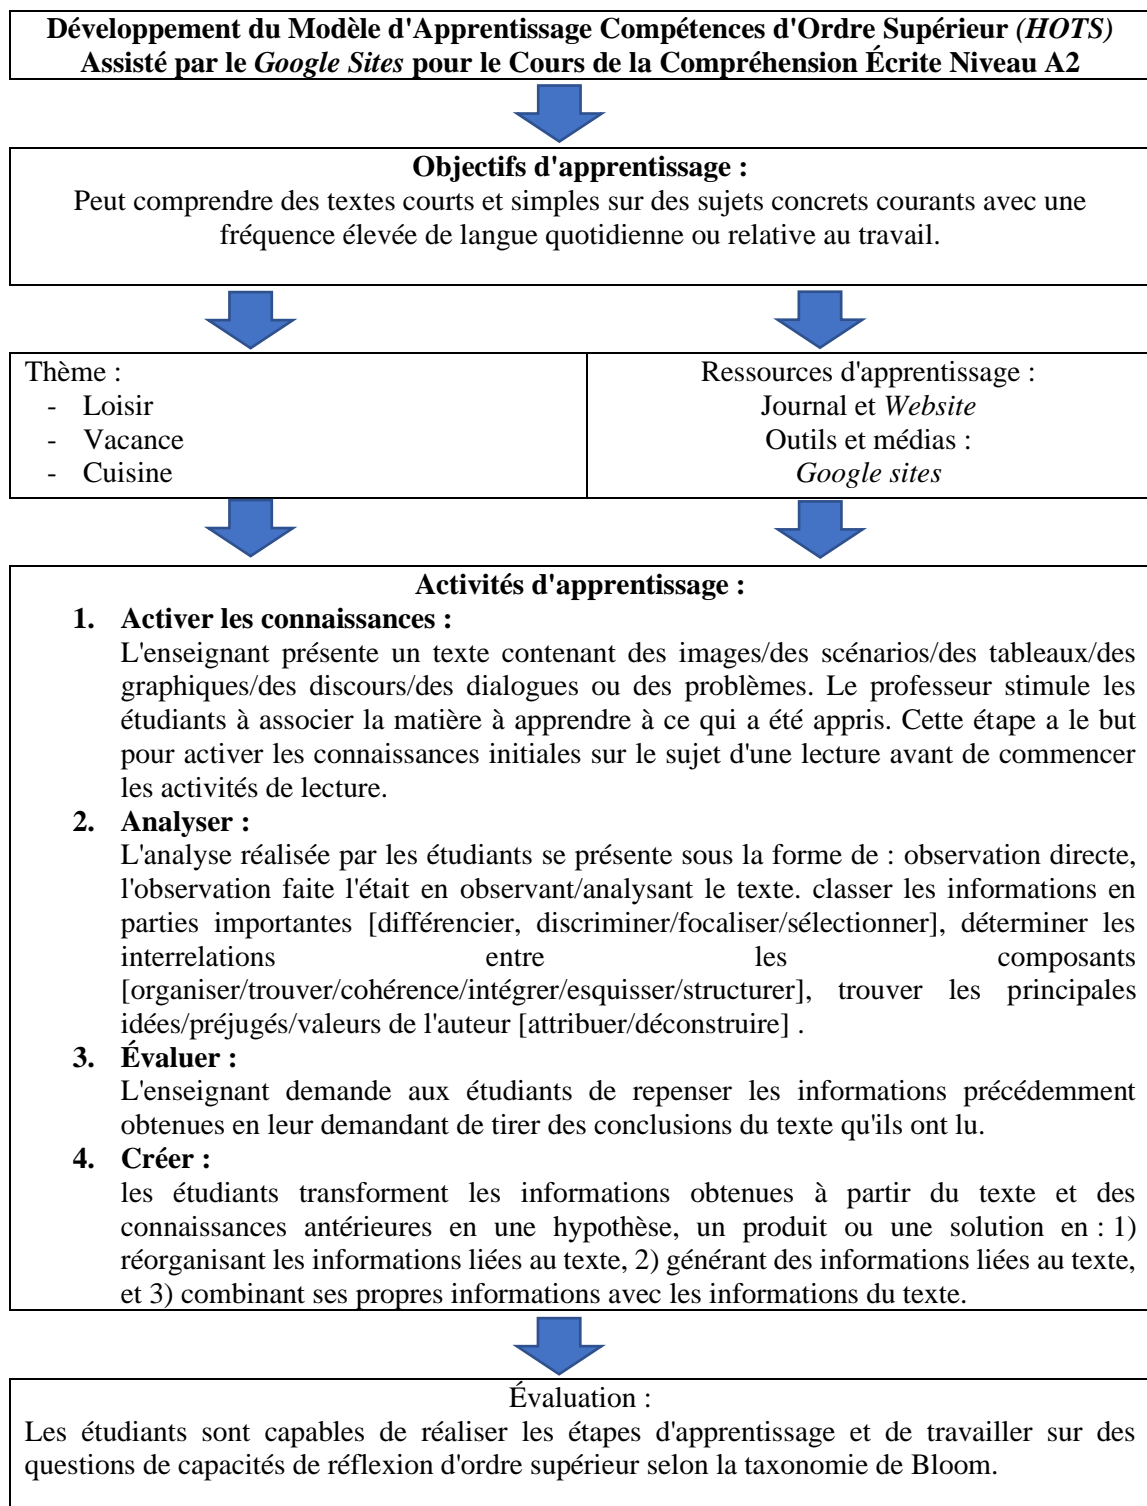 Développement du Modèle d'Apprentissage Compétences d'Ordre Supérieur (HOTS)
Assisté par le Google Sites pour le Cours de la Compréhension Écrite Niveau A2
Objectifs d'apprentissage :
Peut comprendre des textes courts et simples sur des sujets concrets courants avec une
fréquence élevée de langue quotidienne ou relative au travail.
Thème :
- Loisir
- Vacance
- Cuisine
Ressources d'apprentissage :
Journal et Website
Outils et médias :
Google sites
Activités d'apprentissage :
1. Activer les connaissances :
L'enseignant présente un texte contenant des images/des scénarios/des tableaux/des
graphiques/des discours/des dialogues ou des problèmes. Le professeur stimule les
étudiants à associer la matière à apprendre à ce qui a été appris. Cette étape a le but
pour activer les connaissances initiales sur le sujet d'une lecture avant de commencer
les activités de lecture.
2. Analyser :
L'analyse réalisée par les étudiants se présente sous la forme de : observation directe,
l'observation faite l'était en observant/analysant le texte. classer les informations en
parties importantes [différencier, discriminer/focaliser/sélectionner], déterminer les
interrelations entre les composants
[organiser/trouver/cohérence/intégrer/esquisser/structurer], trouver les principales
idées/préjugés/valeurs de l'auteur [attribuer/déconstruire] .
3. Évaluer :
L'enseignant demande aux étudiants de repenser les informations précédemment
obtenues en leur demandant de tirer des conclusions du texte qu'ils ont lu.
4. Créer :
les étudiants transforment les informations obtenues à partir du texte et des
connaissances antérieures en une hypothèse, un produit ou une solution en : 1)
réorganisant les informations liées au texte, 2) générant des informations liées au texte,
et 3) combinant ses propres informations avec les informations du texte.
Évaluation :
Les étudiants sont capables de réaliser les étapes d'apprentissage et de travailler sur des
questions de capacités de réflexion d'ordre supérieur selon la taxonomie de Bloom.